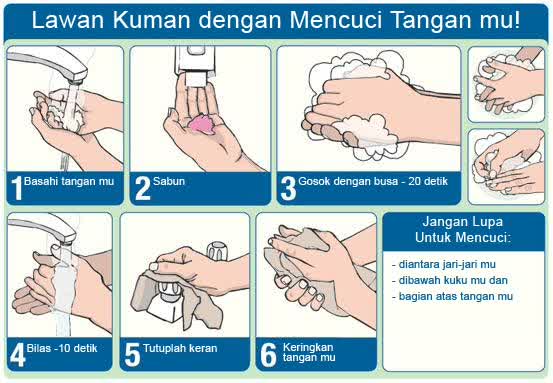 Lawan Kuman dengan Mencuci Tangan mu!
1 Basahi tangan mu
2 Sabun
3 Gosok dengan busa - 20 detik
4 Bilas -10 detik
5 Tutuplah keran
6 Keringkan
tangan mu
Jangan Lupa
Untuk Mencuci:
- diantara jari-jari mu
- dibawah kuku mu dan
- bagian atas tangan mu